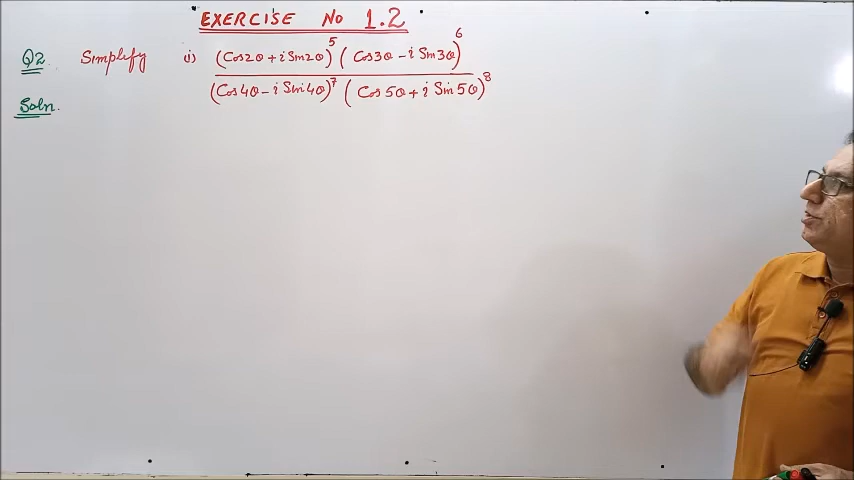 EXERCISE No 1.2
Q2. Simplify i) (Cos2θ + i Sin2θ)^5 (Cos3θ - i Sin3θ)^6
(Cos4θ - i Sin4θ)^7 (Cos5θ + i Sin5θ)^8
Soln.